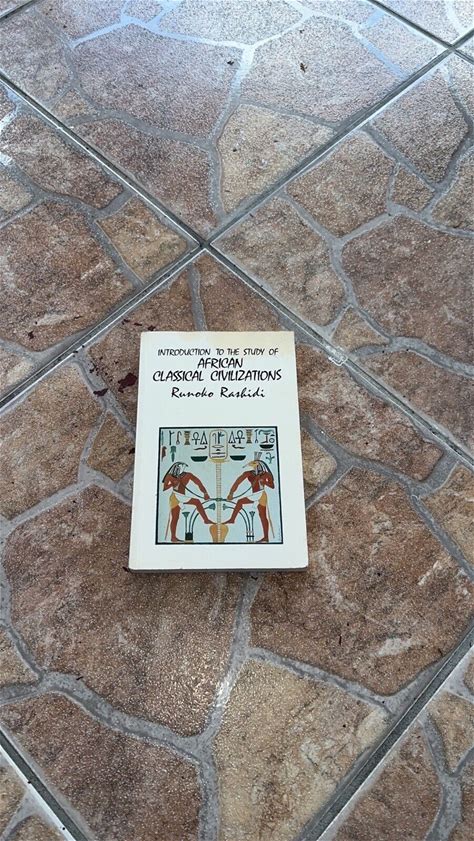 INTRODUCTION TO THE STUDY OF
AFRICAN
CLASSICAL CIVILIZATIONS
Runoko Rashidi